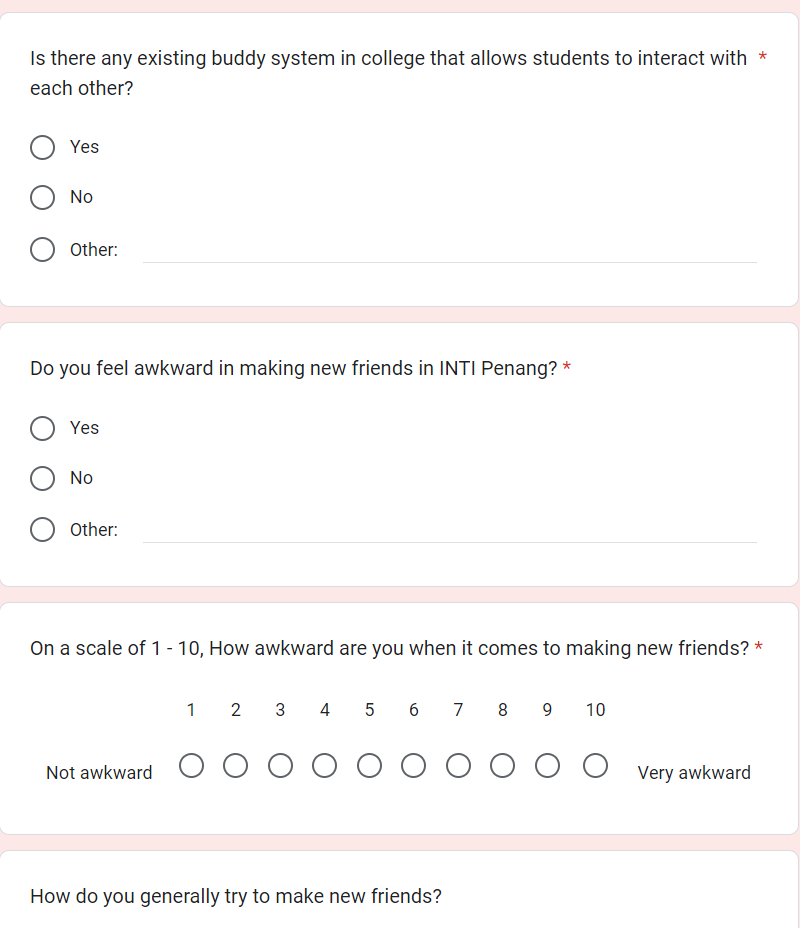 Is there any existing buddy system in college that allows students to interact with *
each other?
Yes
No
Other:
Do you feel awkward in making new friends in INTI Penang? *
Yes
No
Other:
On a scale of 1 - 10, How awkward are you when it comes to making new friends? *
1 2 3 4 5 6 7 8 9 10
Not awkward Very awkward
How do you generally try to make new friends?